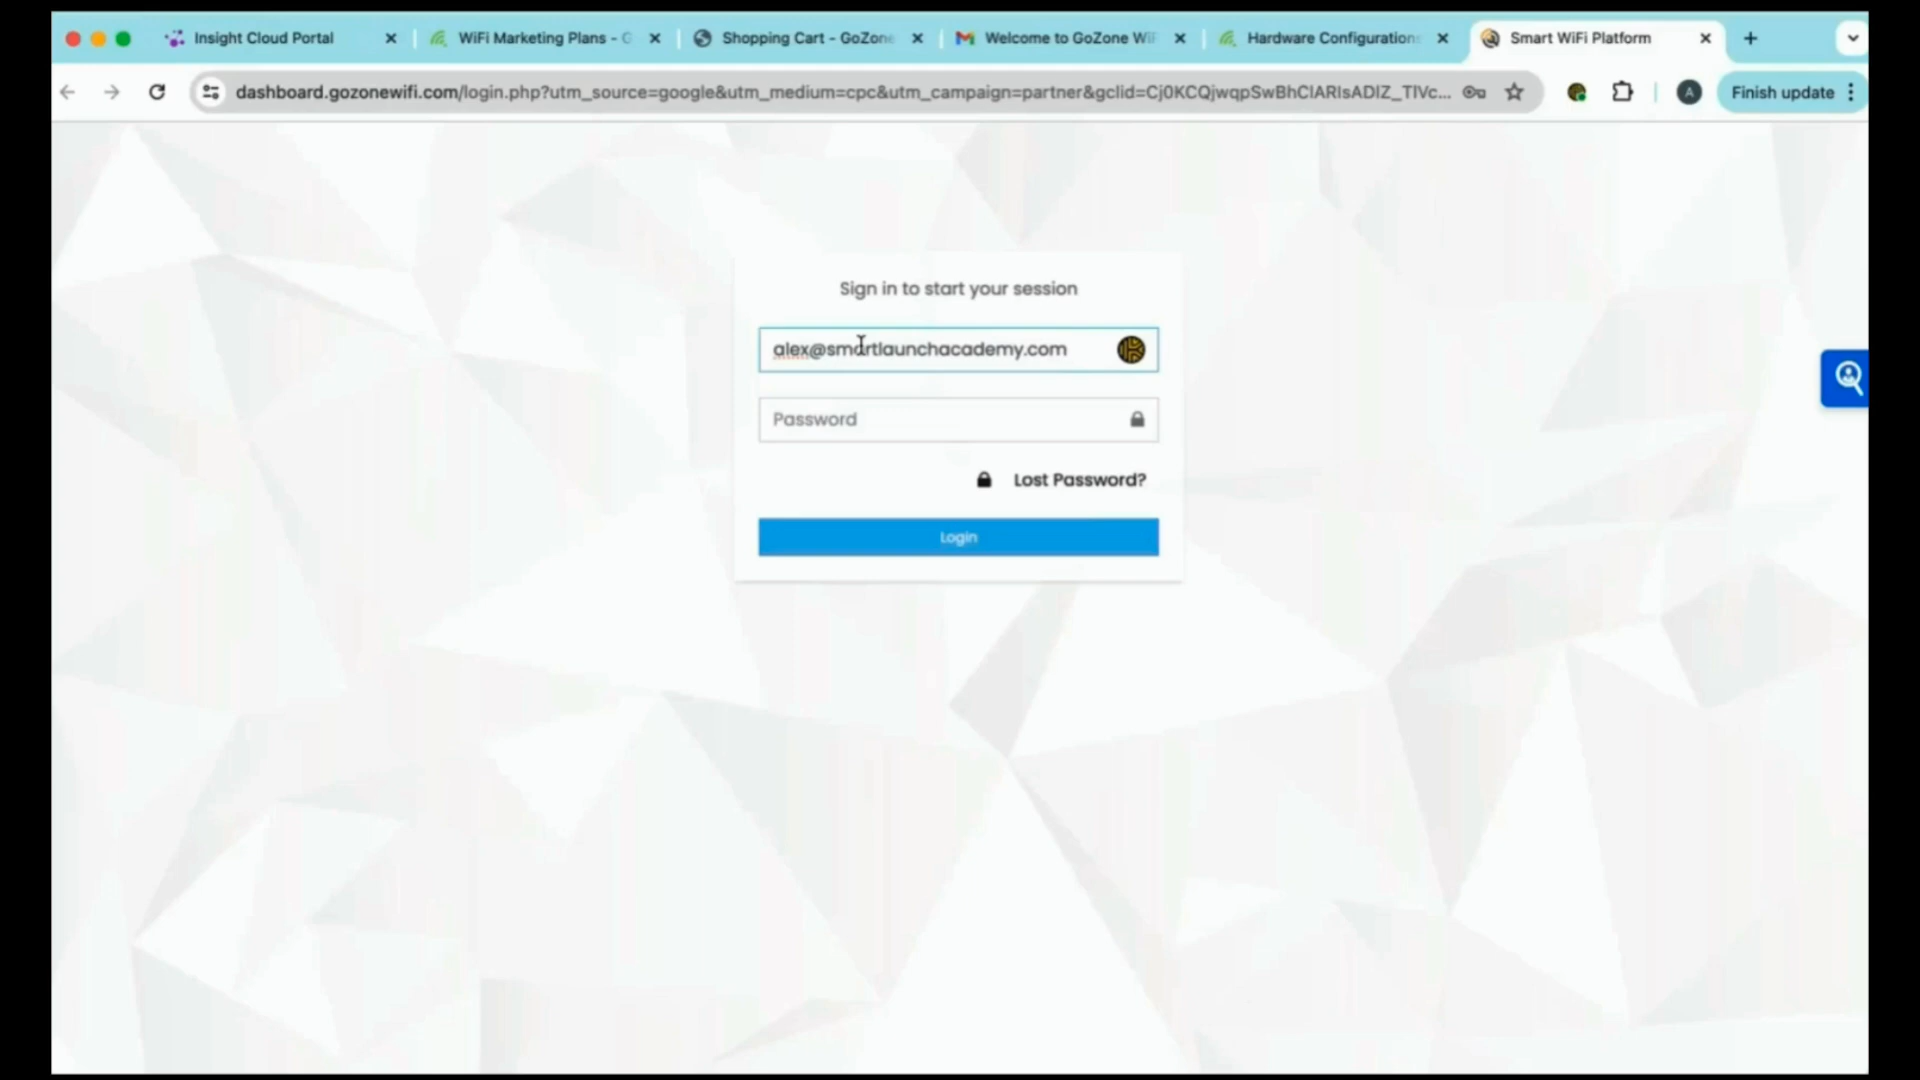 Insight Cloud Portal
WiFi Marketing Plans - G
Shopping Cart - GoZone
Welcome to GoZone WiF
Hardware Configurations
Smart WiFi Platform
dashboard.gozonewifi.com/login.php?utm_source=google&utm_medium=cpc&utm_campaign=partner&gclid=Cj0KCQjwqpSwBhClARIsADlZ_TlVc...
A
Finish update
Sign in to start your session
alex@smartlaunchacademy.com
Password
Lost Password?
Login